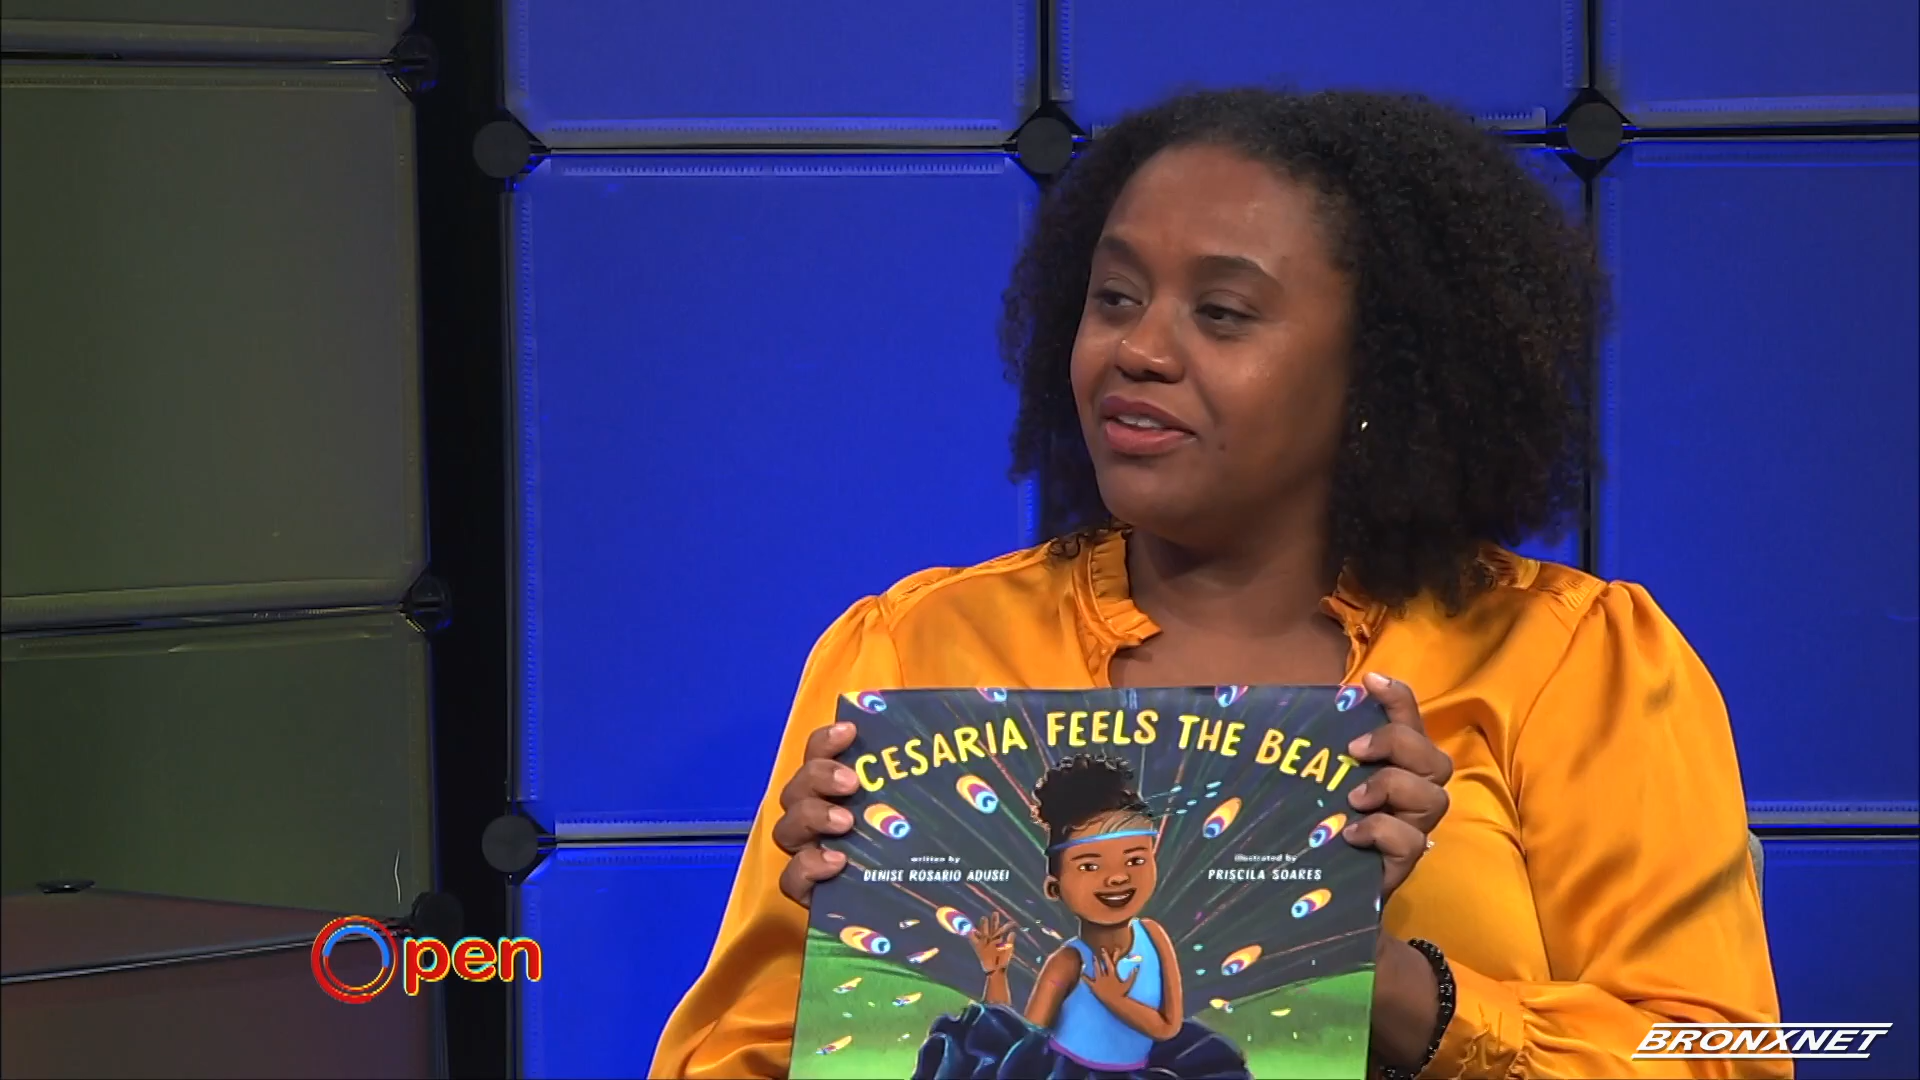 CESARIA FEELS THE BEAT
written by
DENISE ROSARIO ADUSEI
illustrated by
PRISCILA SOARES
Open
BRONXNET